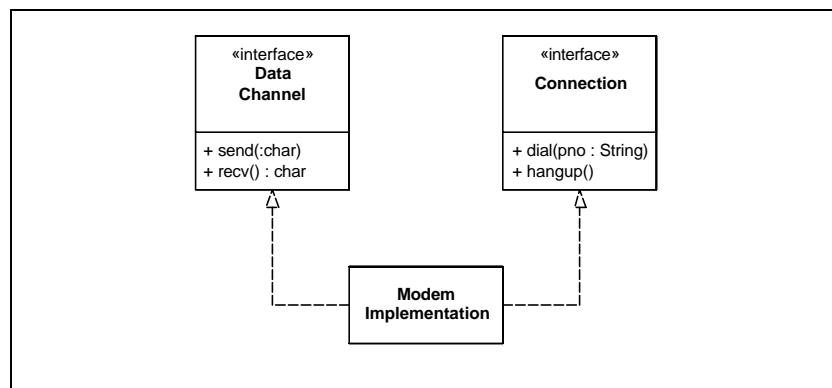 «interface»
Data
Channel
+ send(:char)
+ recv() : char
«interface»
Connection
+ dial(pno : String)
+ hangup()
Modem
Implementation